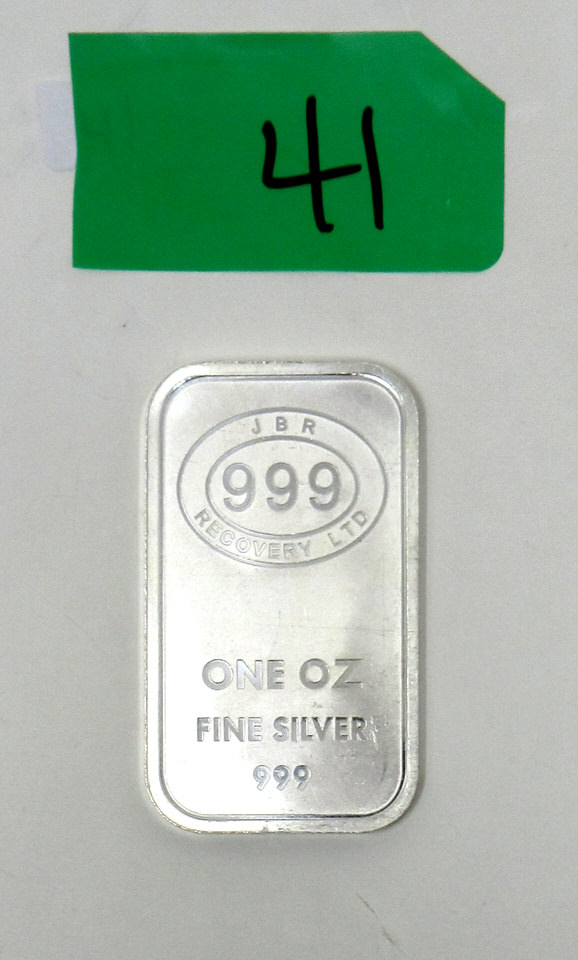 41
JBR
999
RECOVERY LTD
ONE OZ
FINE SILVER
999